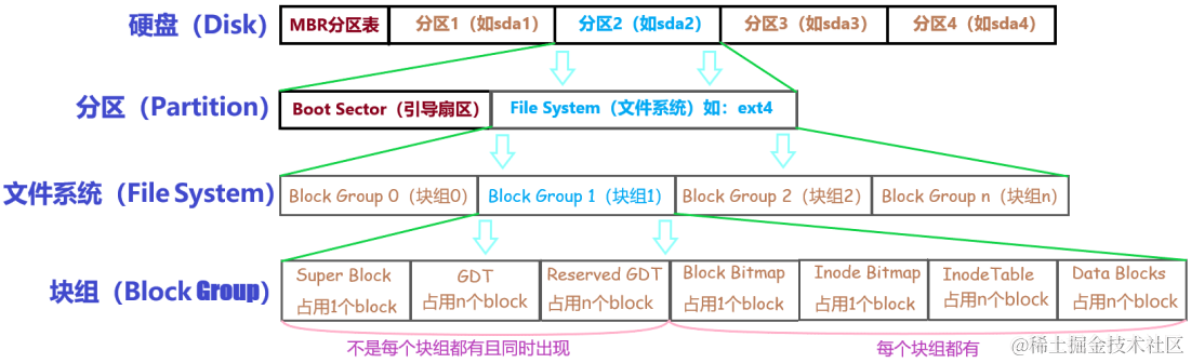 硬盘（Disk）
MBR分区表 分区1（如sda1） 分区2（如sda2） 分区3（如sda3） 分区4（如sda4）
分区（Partition）
Boot Sector（引导扇区） File System（文件系统）如：ext4
文件系统（File System）
Block Group 0（块组0） Block Group 1（块组1） Block Group 2（块组2） Block Group n（块组n）
块组（Block Group）
Super Block GDT Reserved GDT Block Bitmap Inode Bitmap InodeTable Data Blocks
占用1个block 占用n个block 占用n个block 占用1个block 占用1个block 占用n个block 占用n个block
不是每个块组都有且同时出现 每个块组都有
@稀土掘金技术社区